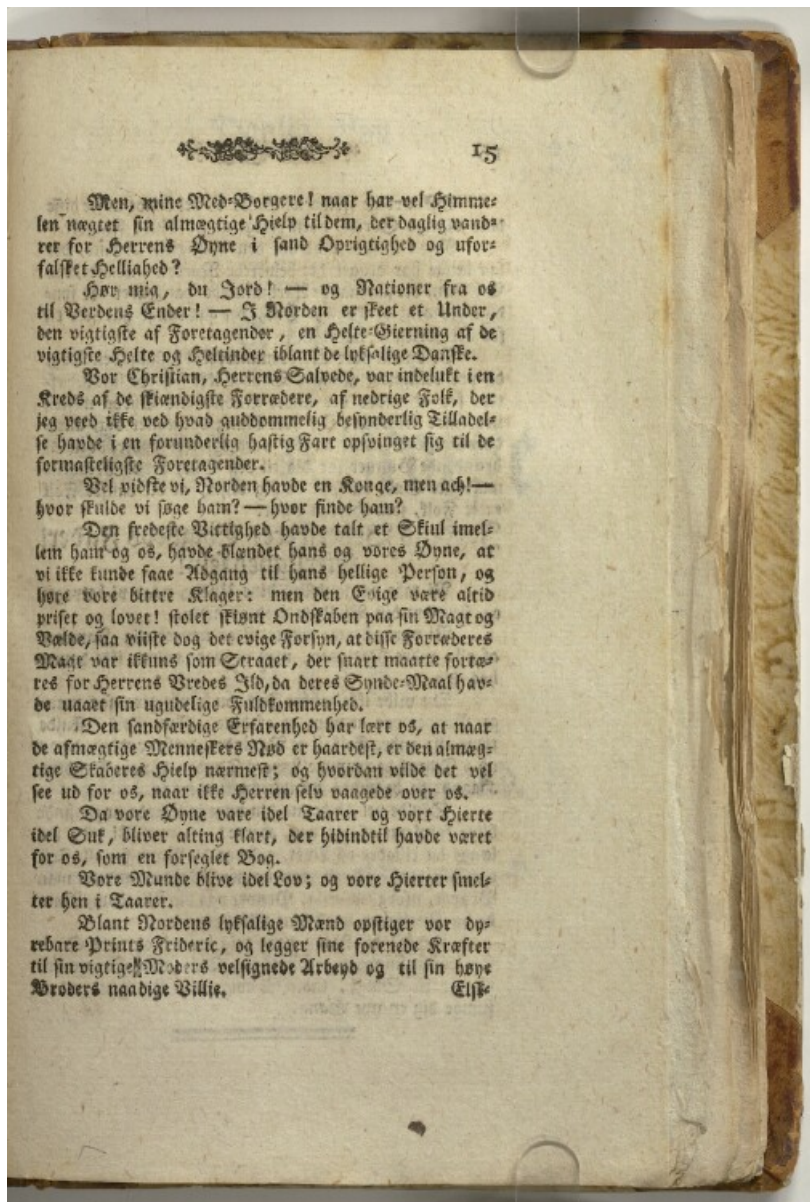 15
Men, mine Med-Borgere! naar har vel Himme-
len nægtet sin almægtige Hielp til dem, der daglig vand-
rer for Herrens Øyne i sand Oprigtighed og ufor-
falsket Helliahed?
Hør mig, du Jord! — og Nationer fra os
til Verdens Ender! — I Norden er skeet et Under,
den vigtigste af Foretagender, en Helte-Gierning af de
vigtigste Helte og Heltinder iblant de lyksalige Danske.
Vor Christian, Herrens Salvede, var indelukt i en
Kreds af de skiændigste Forrædere, af nedrige Folk, der
jeg veed ikke ved hvad guddommelig besynderlig Tilladel-
se havde i en forunderlig hastig Fart opsvinget sig til de
formasteligste Foretagender.
Vel vidste vi, Norden havde en Konge, men ach! —
hvor skulde vi søge ham? — hvor finde ham?
Den fredeste Vittighed havde talt et Skiul imel-
lem ham og os, havde blændet hans og vores Øyne, at
vi ikke kunde faae Adgang til hans hellige Person, og
høre vore bittre Klager: men den Evige være altid
priset og lovet! stolet skiønt Ondskaben paa sin Magt og
Vælde, saa viiste dog det evige Forsyn, at disse Forræderes
Magt var ikkuns som Straaet, der snart maatte fortæ-
res for Herrens Vredes Ild, da deres Synde-Maal hav-
de naaet sin ugudelige Fuldkommenhed.
Den sandfærdige Erfarenhed har lært os, at naar
de afmægtige Menneskers Nød er haardest, er den almæg-
tige Skaberes Hielp nærmest; og hvordan vilde det vel
see ud for os, naar ikke Herren selv vaagede over os.
Da vore Øyne vare idel Taarer og vort Hierte
idel Suk, bliver alting klart, der hidindtil havde været
for os, som en forseglet Bog.
Vore Munde blive idel Lov; og vore Hierter smel-
ter hen i Taarer.
Blant Nordens lyksalige Mænd opstiger vor dy-
rebare Prints Frideric, og legger sine forenede Kræfter
til sin vigtige Moders velsignede Arbeyd og til sin høye
Broders naadige Villie.
Elsk-